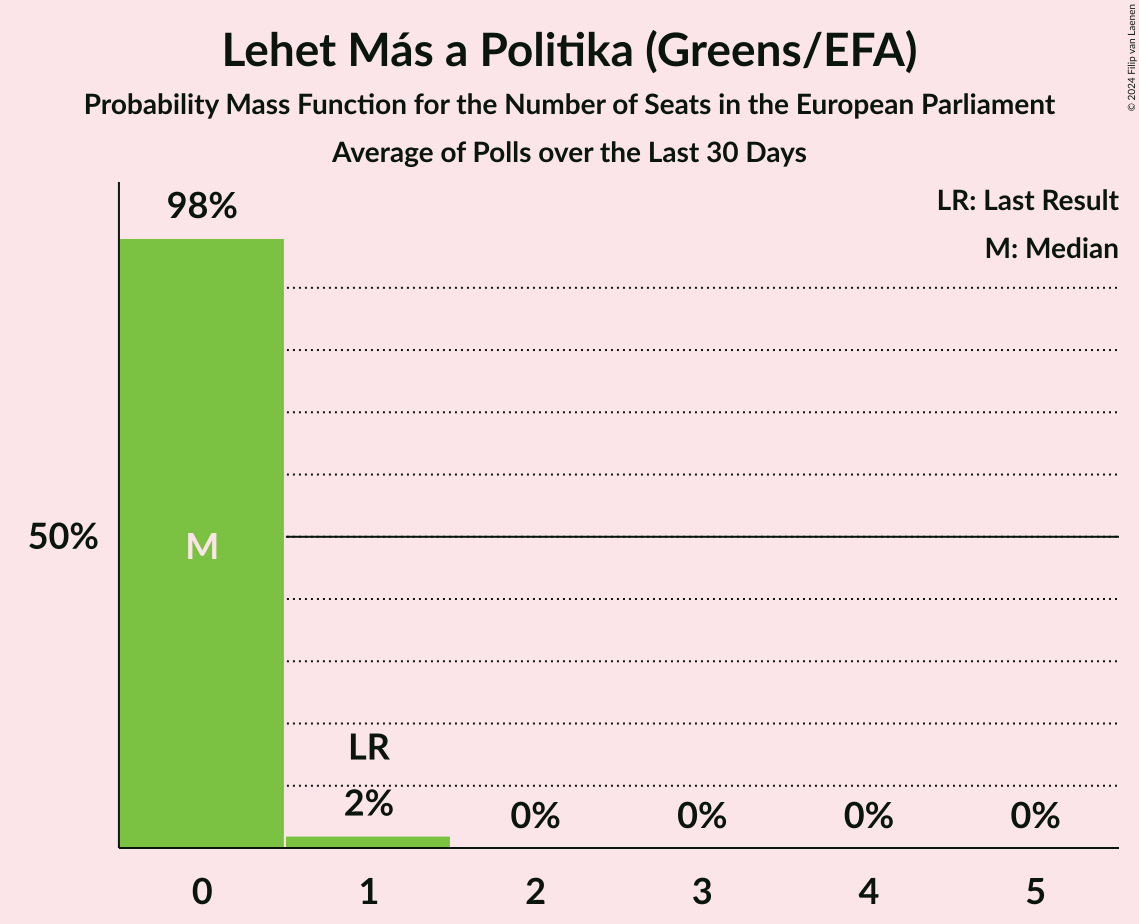 Lehet Más a Politika (Greens/EFA)
Probability Mass Function for the Number of Seats in the European Parliament
Average of Polls over the Last 30 Days
© 2024 Filip van Laenen
LR: Last Result
M: Median
98%
50%
M
LR
2%
0%
0%
0%
0%
0
1
2
3
4
5